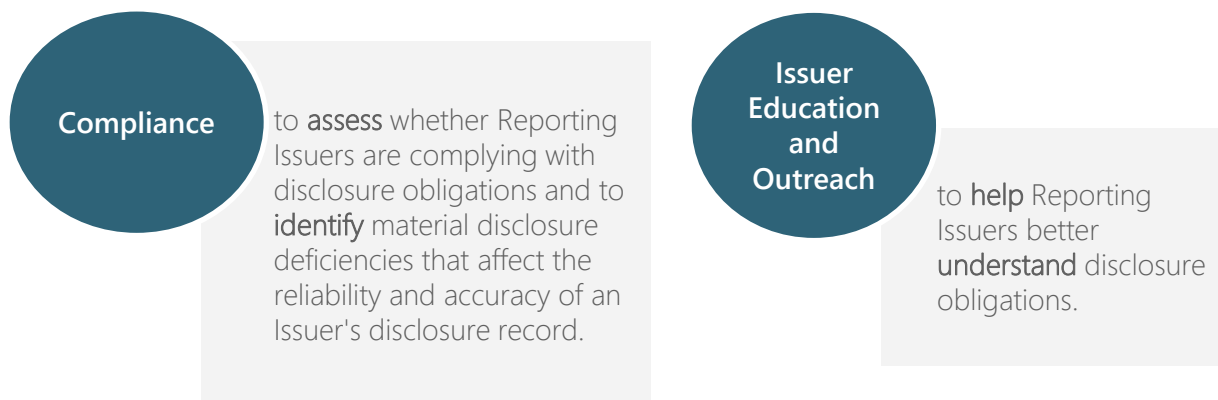 Compliance
to assess whether Reporting
Issuers are complying with
disclosure obligations and to
identify material disclosure
deficiencies that affect the
reliability and accuracy of an
Issuer's disclosure record.
Issuer
Education
and
Outreach
to help Reporting
Issuers better
understand disclosure
obligations.